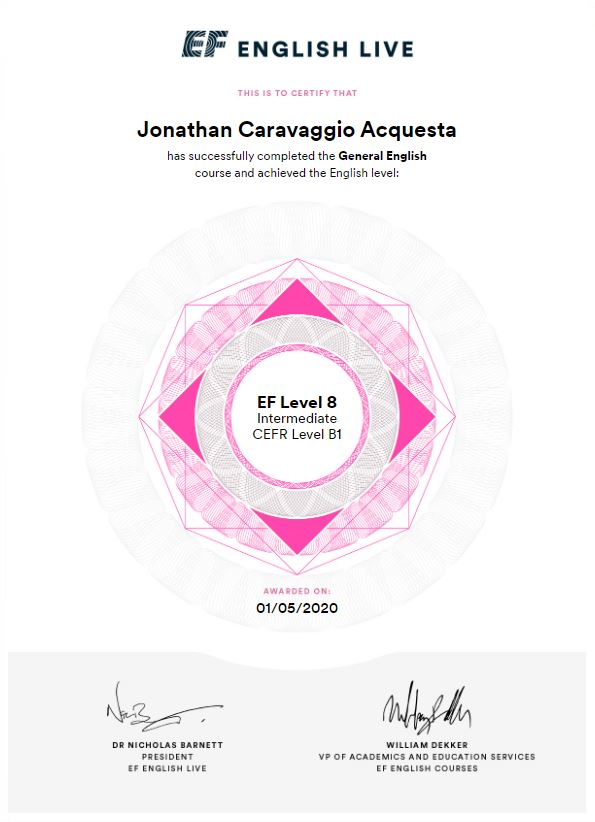 EF ENGLISH LIVE
THIS IS TO CERTIFY THAT
Jonathan Caravaggio Acquesta
has successfully completed the General English
course and achieved the English level:
EF Level 8
Intermediate
CEFR Level B1
AWARDED ON:
01/05/2020
DR NICHOLAS BARNETT
PRESIDENT
EF ENGLISH LIVE
WILLIAM DEKKER
VP OF ACADEMICS AND EDUCATION SERVICES
EF ENGLISH COURSES